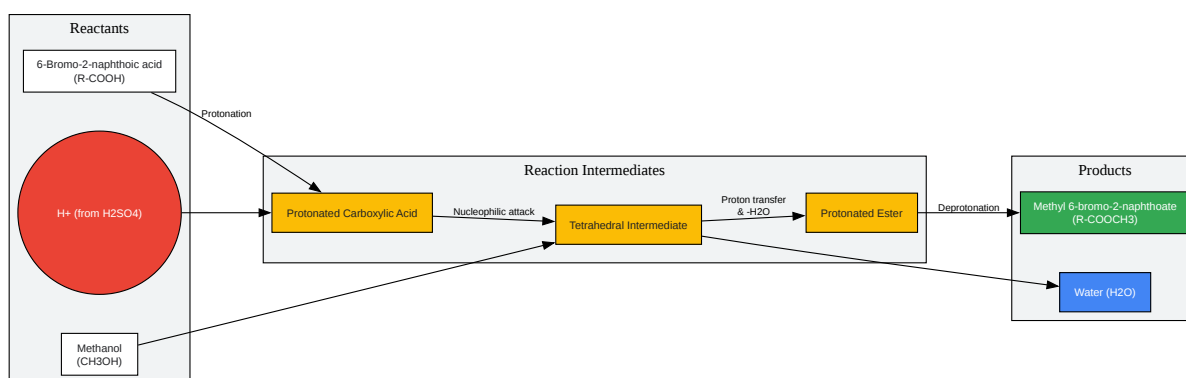 Reactants
6-Bromo-2-naphthoic acid
(R-COOH)
Protonation
H+ (from H2SO4)
Methanol
(CH3OH)
Reaction Intermediates
Protonated Carboxylic Acid
Nucleophilic attack
Tetrahedral Intermediate
Proton transfer
& -H2O
Protonated Ester
Deprotonation
Products
Methyl 6-bromo-2-naphthoate
(R-COOCH3)
Water (H2O)